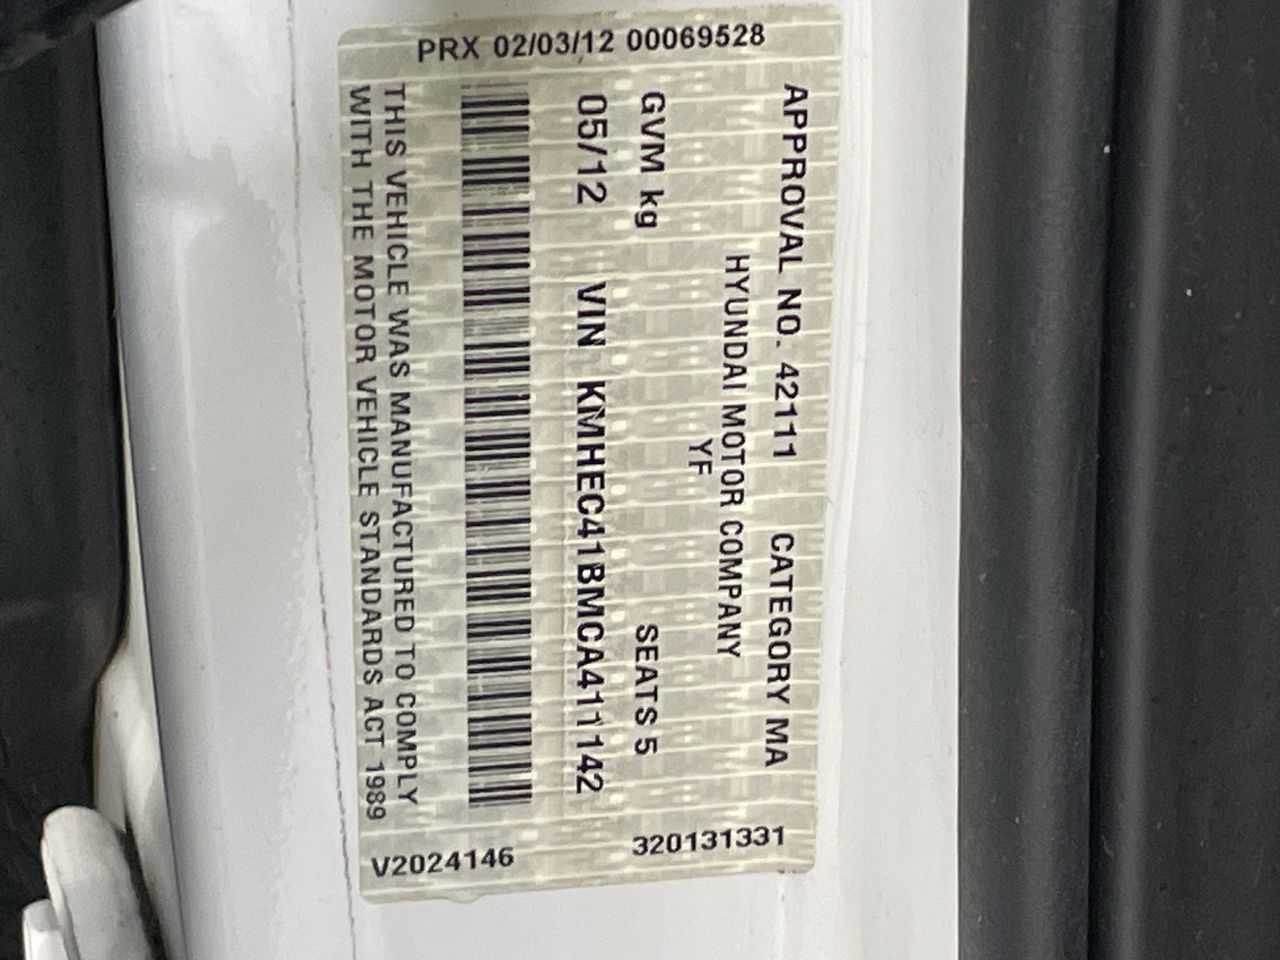 PRX 02/03/12 00069528
APPROVAL NO. 42111 CATEGORY MA
HYUNDAI MOTOR COMPANY
YF
GVM kg SEATS 5
05/12 VIN KMHEC41BMCA411142
THIS VEHICLE WAS MANUFACTURED TO COMPLY
WITH THE MOTOR VEHICLE STANDARDS ACT 1989
V2024146 320131331